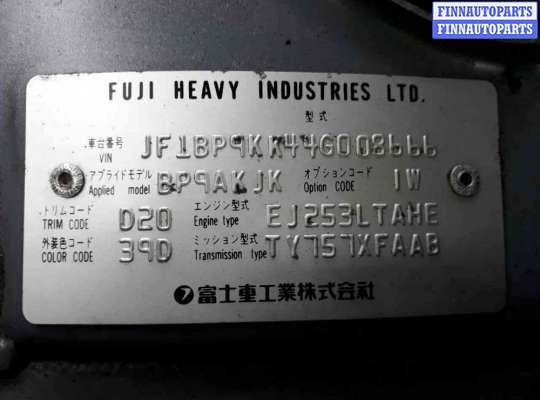 FINNAUTOPARTS
FINNAUTOPARTS
FUJI HEAVY INDUSTRIES LTD.
型式
車台番号
VIN JF1BP9KK44G008666
アプライドモデル オプションコード
Applied model BP9AKJK Option CODE IW
トリムコード エンジン型式
TRIM CODE D20 Engine type EJ253LTAHE
外装色コード ミッション型式
COLOR CODE 39D Transmission type TY757XFAAB
富士重工業株式会社